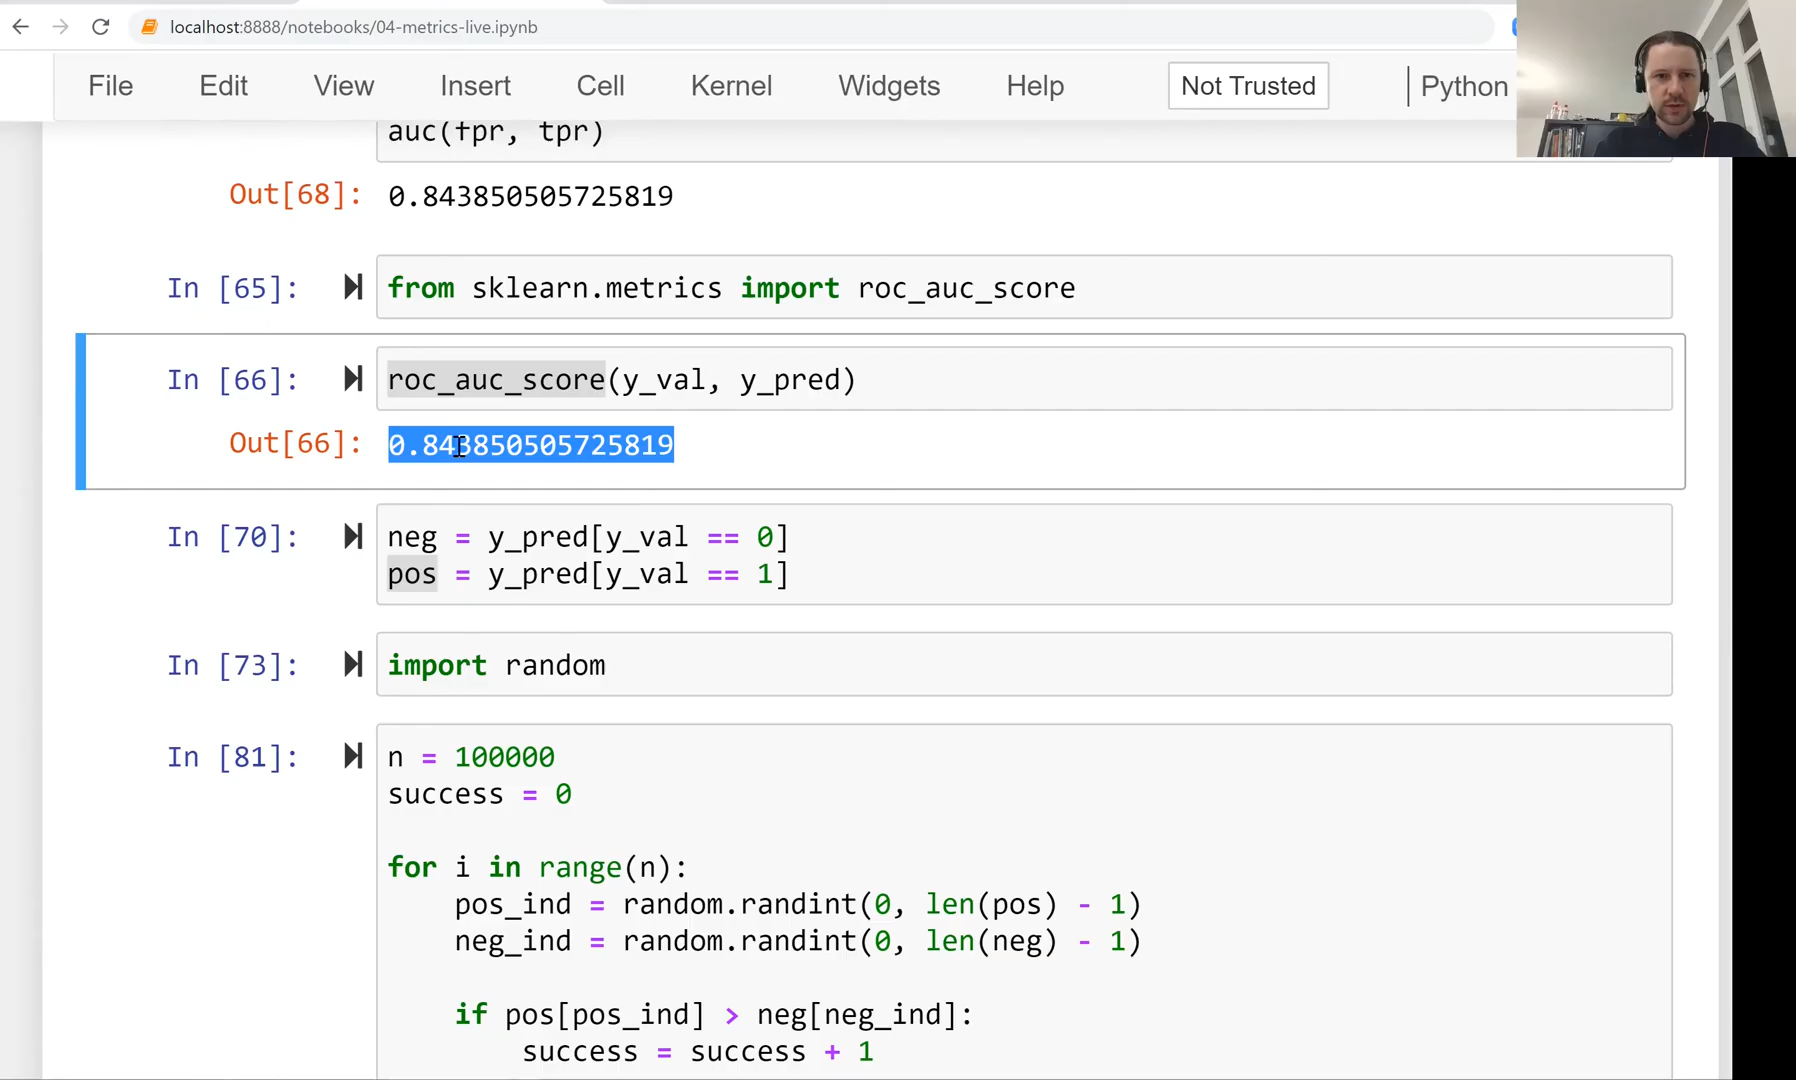 localhost:8888/notebooks/04-metrics-live.ipynb
File Edit View Insert Cell Kernel Widgets Help Not Trusted Python
auc(fpr, tpr)
Out[68]: 0.843850505725819
In [65]: from sklearn.metrics import roc_auc_score
In [66]: roc_auc_score(y_val, y_pred)
Out[66]: 0.843850505725819
In [70]: neg = y_pred[y_val == 0]
pos = y_pred[y_val == 1]
In [73]: import random
In [81]: n = 100000
success = 0
for i in range(n):
pos_ind = random.randint(0, len(pos) - 1)
neg_ind = random.randint(0, len(neg) - 1)
if pos[pos_ind] > neg[neg_ind]:
success = success + 1